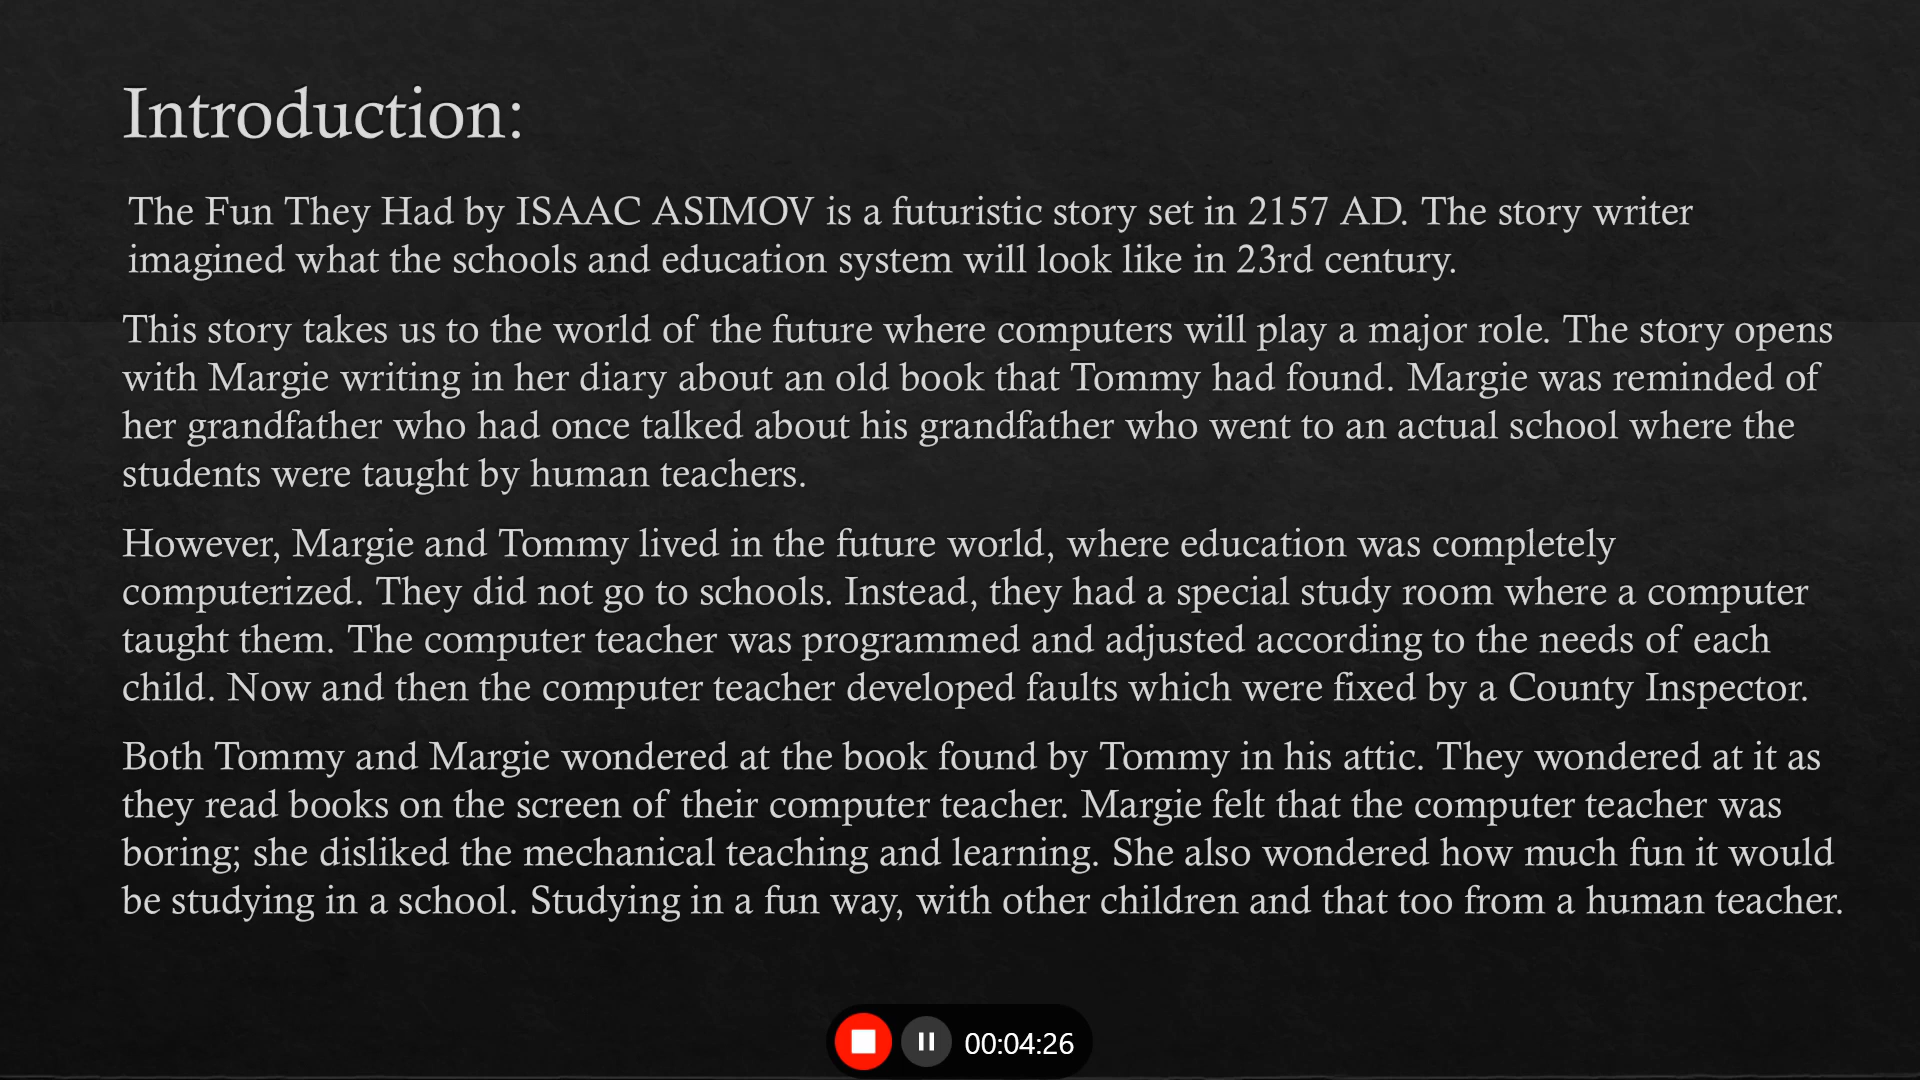 Introduction:
The Fun They Had by ISAAC ASIMOV is a futuristic story set in 2157 AD. The story writer
imagined what the schools and education system will look like in 23rd century.
This story takes us to the world of the future where computers will play a major role. The story opens
with Margie writing in her diary about an old book that Tommy had found. Margie was reminded of
her grandfather who had once talked about his grandfather who went to an actual school where the
students were taught by human teachers.
However, Margie and Tommy lived in the future world, where education was completely
computerized. They did not go to schools. Instead, they had a special study room where a computer
taught them. The computer teacher was programmed and adjusted according to the needs of each
child. Now and then the computer teacher developed faults which were fixed by a County Inspector.
Both Tommy and Margie wondered at the book found by Tommy in his attic. They wondered at it as
they read books on the screen of their computer teacher. Margie felt that the computer teacher was
boring; she disliked the mechanical teaching and learning. She also wondered how much fun it would
be studying in a school. Studying in a fun way, with other children and that too from a human teacher.
00:04:26